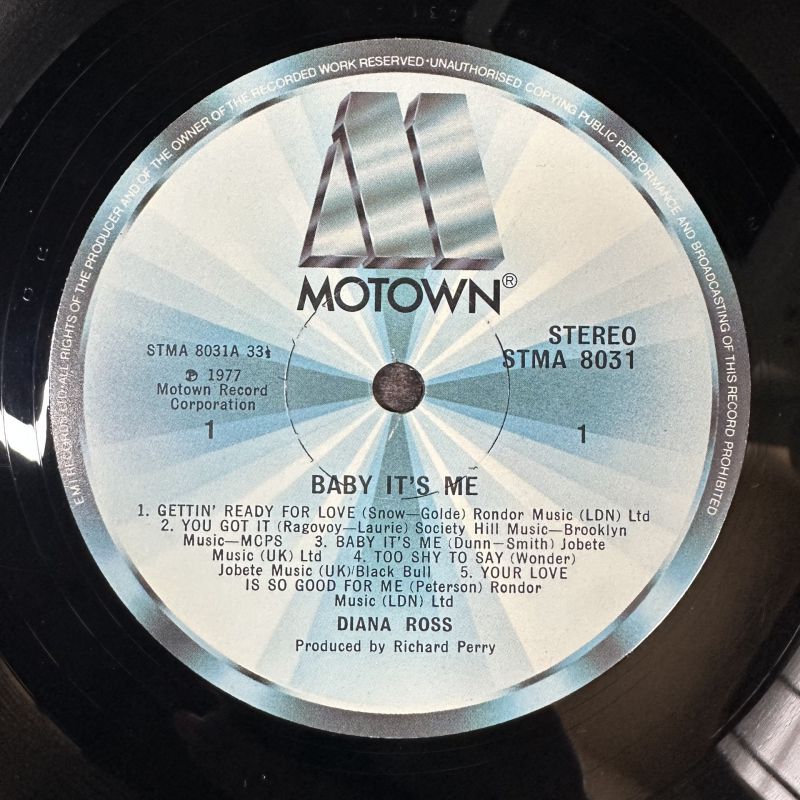 EMI RECORDS LTD·ALL RIGHTS OF THE PRODUCER AND OF THE OWNER OF THE RECORDED WORK RESERVED·UNAUTHORISED COPYING PUBLIC PERFORMANCE AND BROADCASTING OF THIS RECORD PROHIBITED
MOTOWN®
STMA 8031A 33⅓
Ⓟ 1977
Motown Record
Corporation
1
STEREO
STMA 8031
1
BABY IT'S ME
1. GETTIN' READY FOR LOVE (Snow—Golde) Rondor Music (LDN) Ltd
2. YOU GOT IT (Ragovoy—Laurie) Society Hill Music—Brooklyn
Music—MCPS 3. BABY IT'S ME (Dunn—Smith) Jobete
Music (UK) Ltd 4. TOO SHY TO SAY (Wonder)
Jobete Music (UK)/Black Bull 5. YOUR LOVE
IS SO GOOD FOR ME (Peterson) Rondor
Music (LDN) Ltd
DIANA ROSS
Produced by Richard Perry